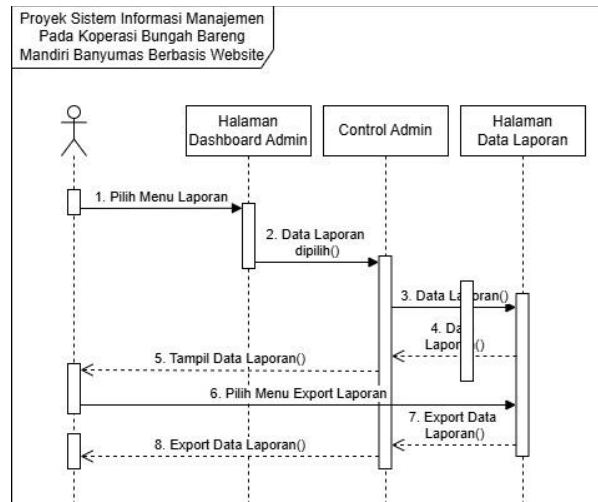 Proyek Sistem Informasi Manajemen
Pada Koperasi Bungah Bareng
Mandiri Banyumas Berbasis Website
Halaman
Dashboard Admin
Control Admin
Halaman
Data Laporan
1. Pilih Menu Laporan
2. Data Laporan
dipilih()
3. Data Laporan()
4. Data
Laporan()
5. Tampil Data Laporan()
6. Pilih Menu Export Laporan
7. Export Data
Laporan()
8. Export Data Laporan()